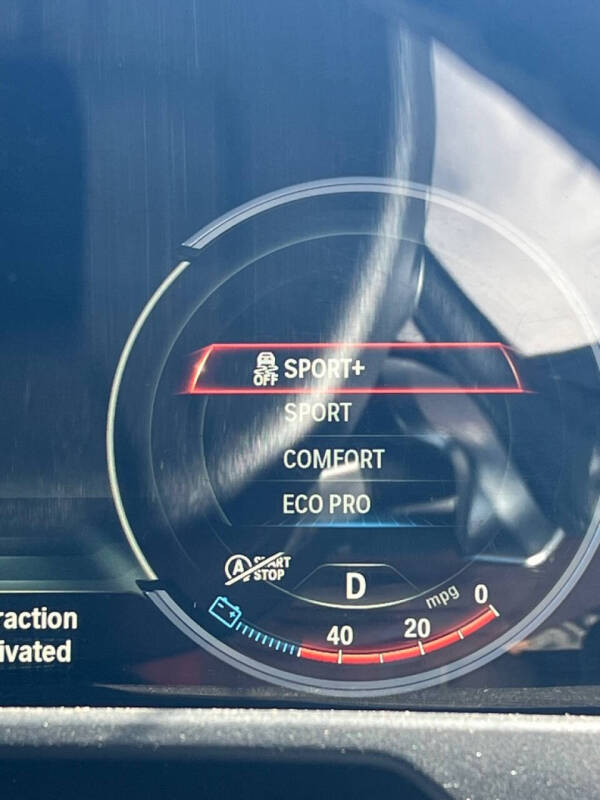 OFF SPORT+
SPORT
COMFORT
ECO PRO
A START
STOP
D
mpg
0
20
40
raction
ivated